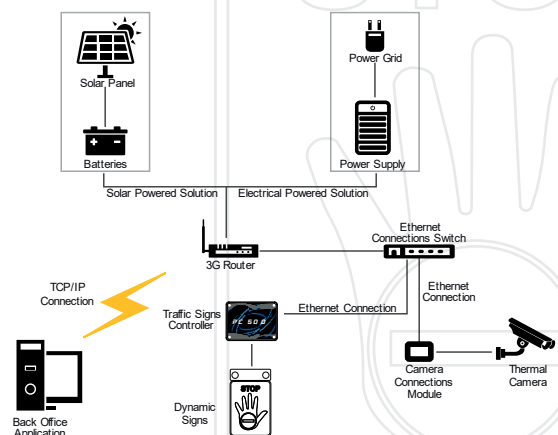 Power Grid
Solar Panel
Batteries
Power Supply
Solar Powered Solution
Electrical Powered Solution
Ethernet
Connections Switch
3G Router
TCP/IP
Connection
Ethernet
Connection
Traffic Signs
Controller
Ethernet Connection
Camera
Connections
Module
Thermal
Camera
STOP
Dynamic
Signs
Back Office
Application